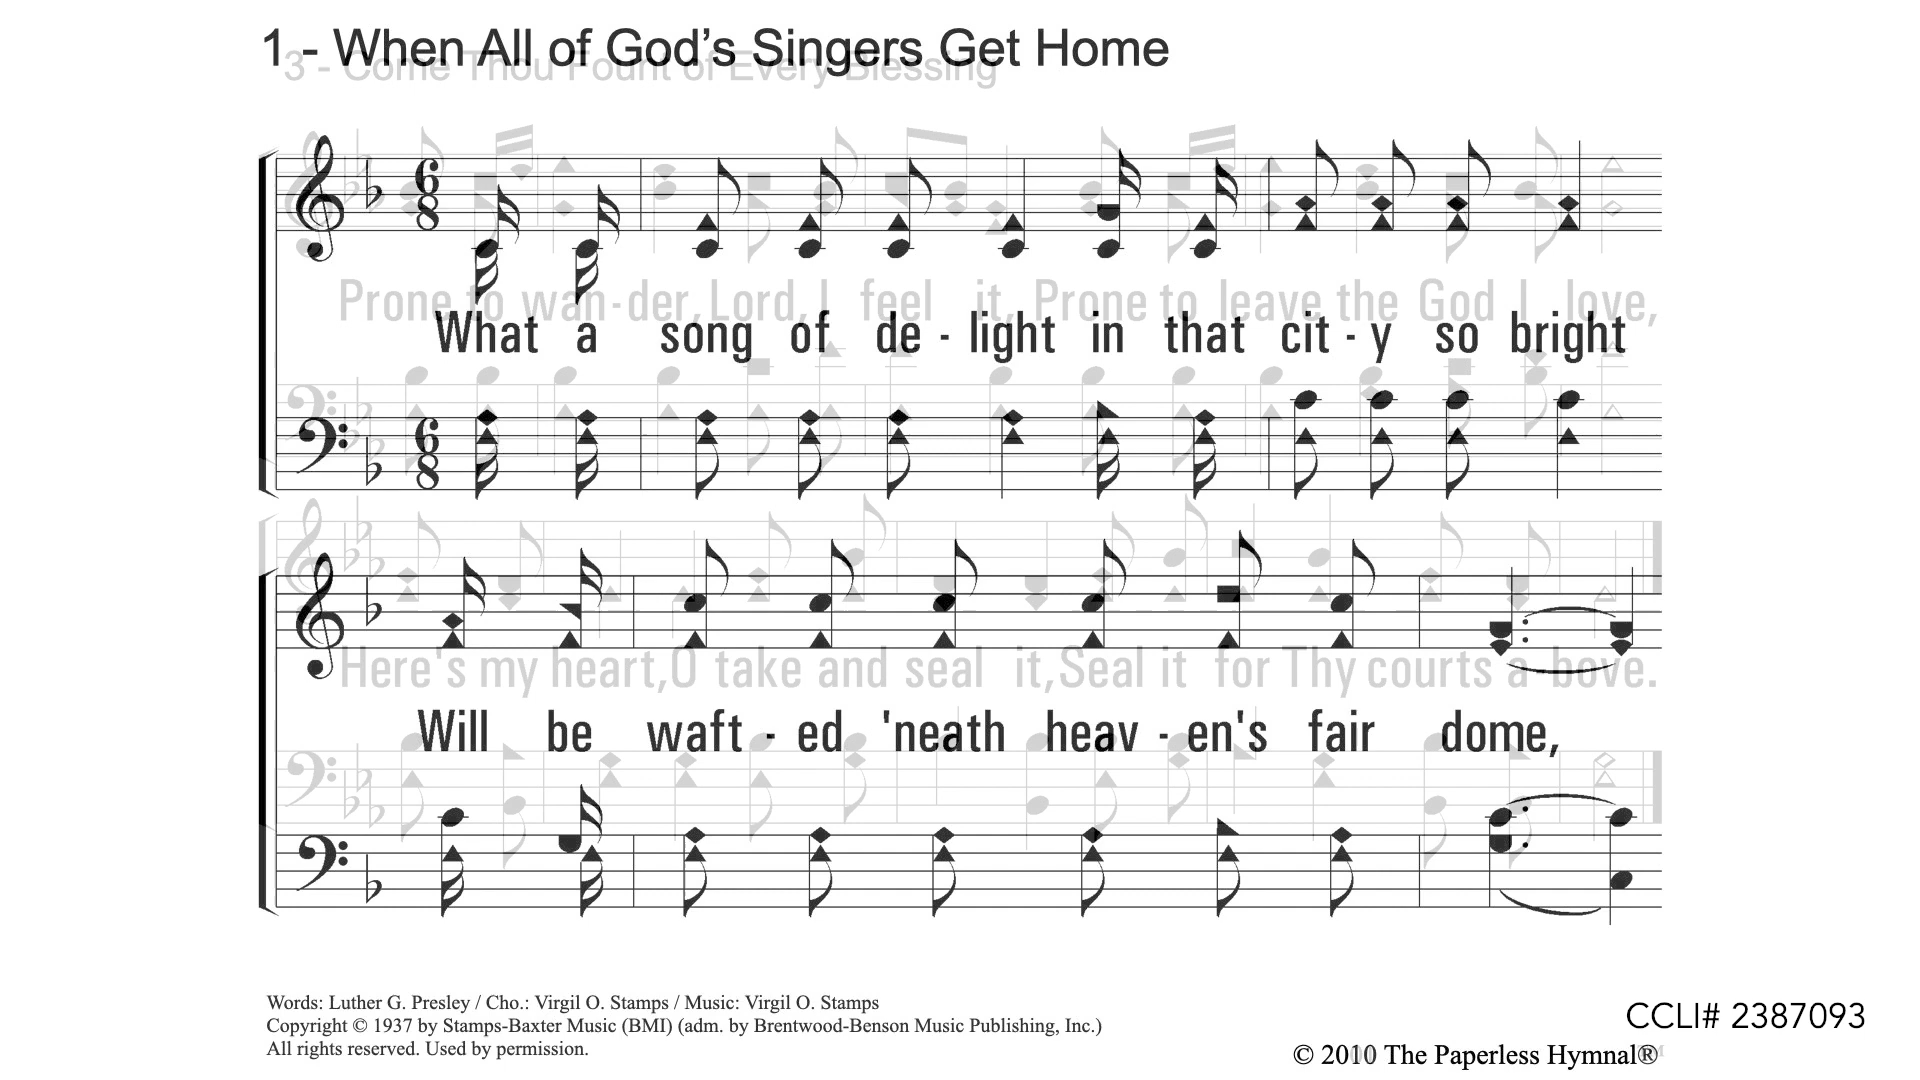 1 - When All of God's Singers Get Home
3 - Come Thou Fount of Every Blessing
Prone to wan-der, Lord, I feel it, Prone to leave the God I love,
What a song of de - light in that cit - y so bright
Here's my heart, O take and seal it, Seal it for Thy courts a bove.
Will be waft - ed 'neath heav - en's fair dome,
Words: Luther G. Presley / Cho.: Virgil O. Stamps / Music: Virgil O. Stamps
Copyright © 1937 by Stamps-Baxter Music (BMI) (adm. by Brentwood-Benson Music Publishing, Inc.)
All rights reserved. Used by permission.
CCLI# 2387093
© 2010 The Paperless Hymnal®